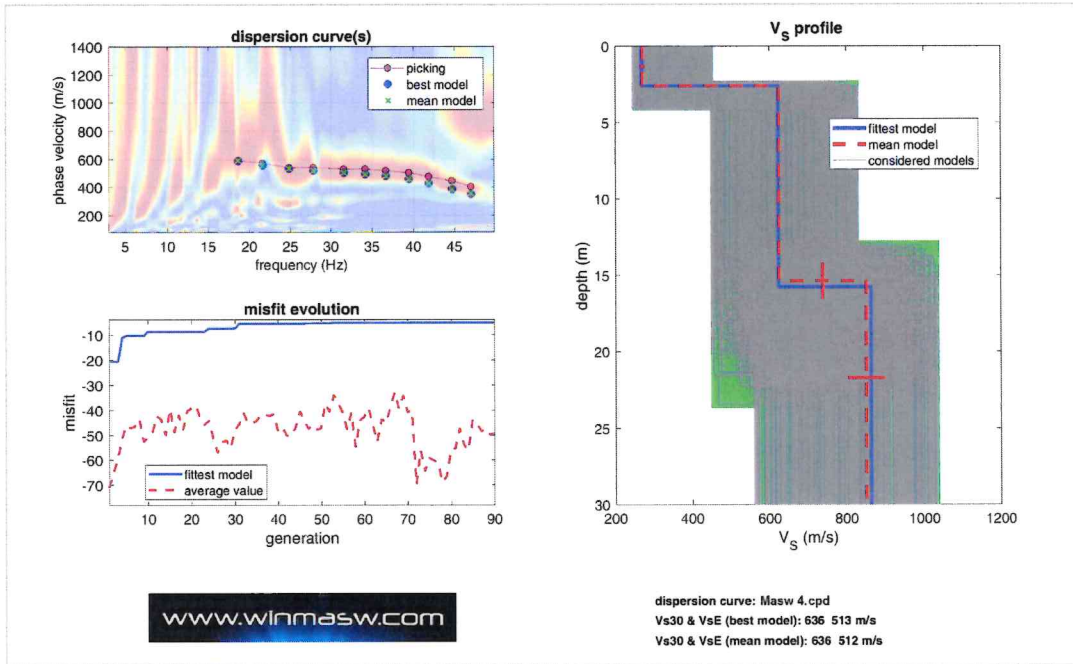 dispersion curve(s)
1400
1200
1000
800
600
400
200
phase velocity (m/s)
picking
best model
mean model
5 10 15 20 25 30 35 40 45
frequency (Hz)
misfit evolution
-10
-20
-30
-40
-50
-60
-70
misfit
fittest model
average value
10 20 30 40 50 60 70 80 90
generation
www.winmasw.com
VS profile
0
5
10
15
20
25
30
depth (m)
fittest model
mean model
considered models
200 400 600 800 1000 1200
VS (m/s)
dispersion curve: Masw 4.cpd
Vs30 & VsE (best model): 636 513 m/s
Vs30 & VsE (mean model): 636 512 m/s